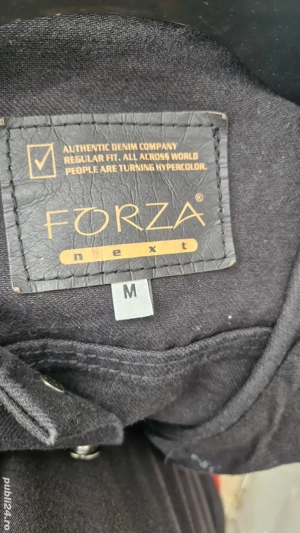 AUTHENTIC DENIM COMPANY
REGULAR FIT. ALL ACROSS WORLD
PEOPLE ARE TURNING HYPERCOLOR.
FORZA®
next
M
publi24.ro